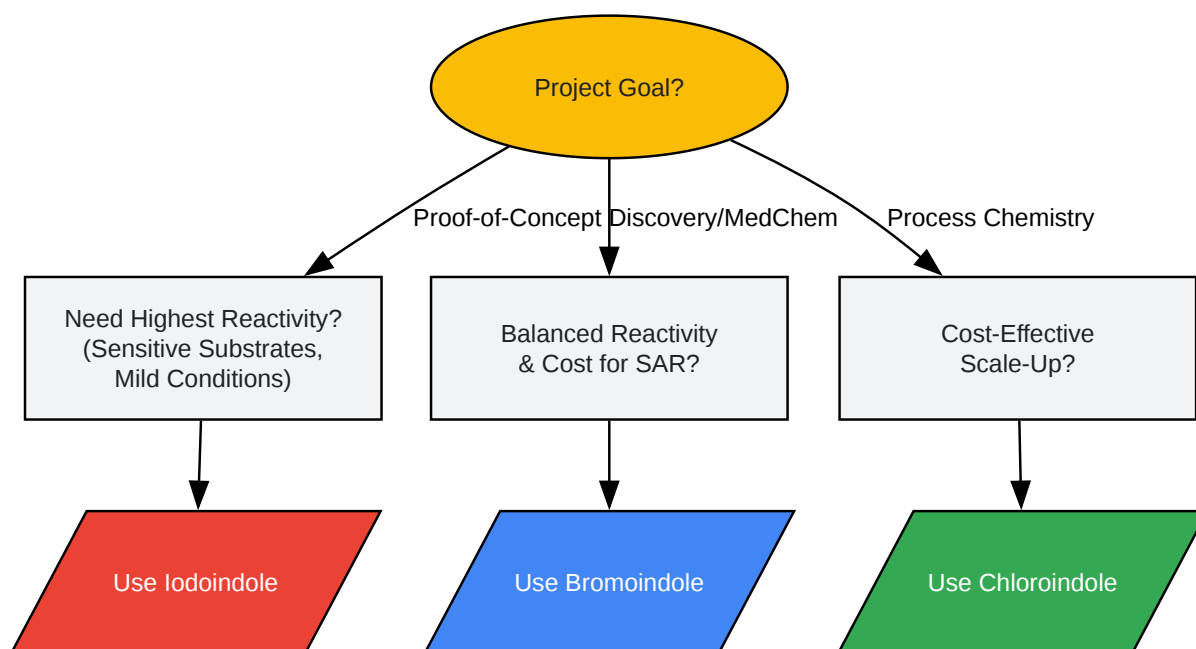 Project Goal?
Proof-of-Concept
Discovery/MedChem
Process Chemistry
Need Highest Reactivity?
(Sensitive Substrates,
Mild Conditions)
Balanced Reactivity
& Cost for SAR?
Cost-Effective
Scale-Up?
Use Iodoindole
Use Bromoindole
Use Chloroindole